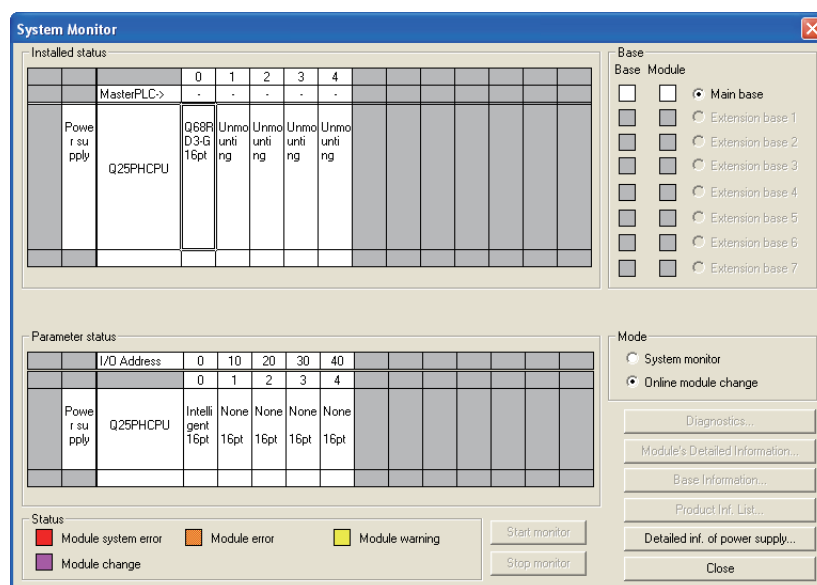 System Monitor
Installed status
0 1 2 3 4
MasterPLC-> - - - - -
Powe
r su
pply
Q25PHCPU
Q68R
D3-G
16pt
Unmo
unti
ng
Unmo
unti
ng
Unmo
unti
ng
Unmo
unti
ng
Base
Base Module
Main base
Extension base 1
Extension base 2
Extension base 3
Extension base 4
Extension base 5
Extension base 6
Extension base 7
Parameter status
I/O Address 0 10 20 30 40
0 1 2 3 4
Powe
r su
pply
Q25PHCPU
Intelli
gent
16pt
None
16pt
None
16pt
None
16pt
None
16pt
Mode
System monitor
Online module change
Diagnostics...
Module's Detailed Information...
Base Information...
Product Inf. List...
Detailed inf. of power supply...
Close
Status
Module system error
Module error
Module warning
Module change
Start monitor
Stop monitor